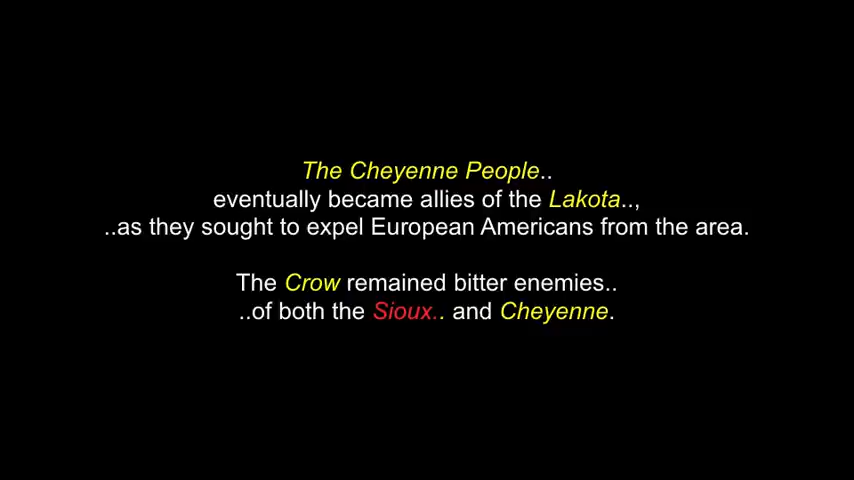 The Cheyenne People..
eventually became allies of the Lakota..,
..as they sought to expel European Americans from the area.
The Crow remained bitter enemies..
..of both the Sioux.. and Cheyenne.